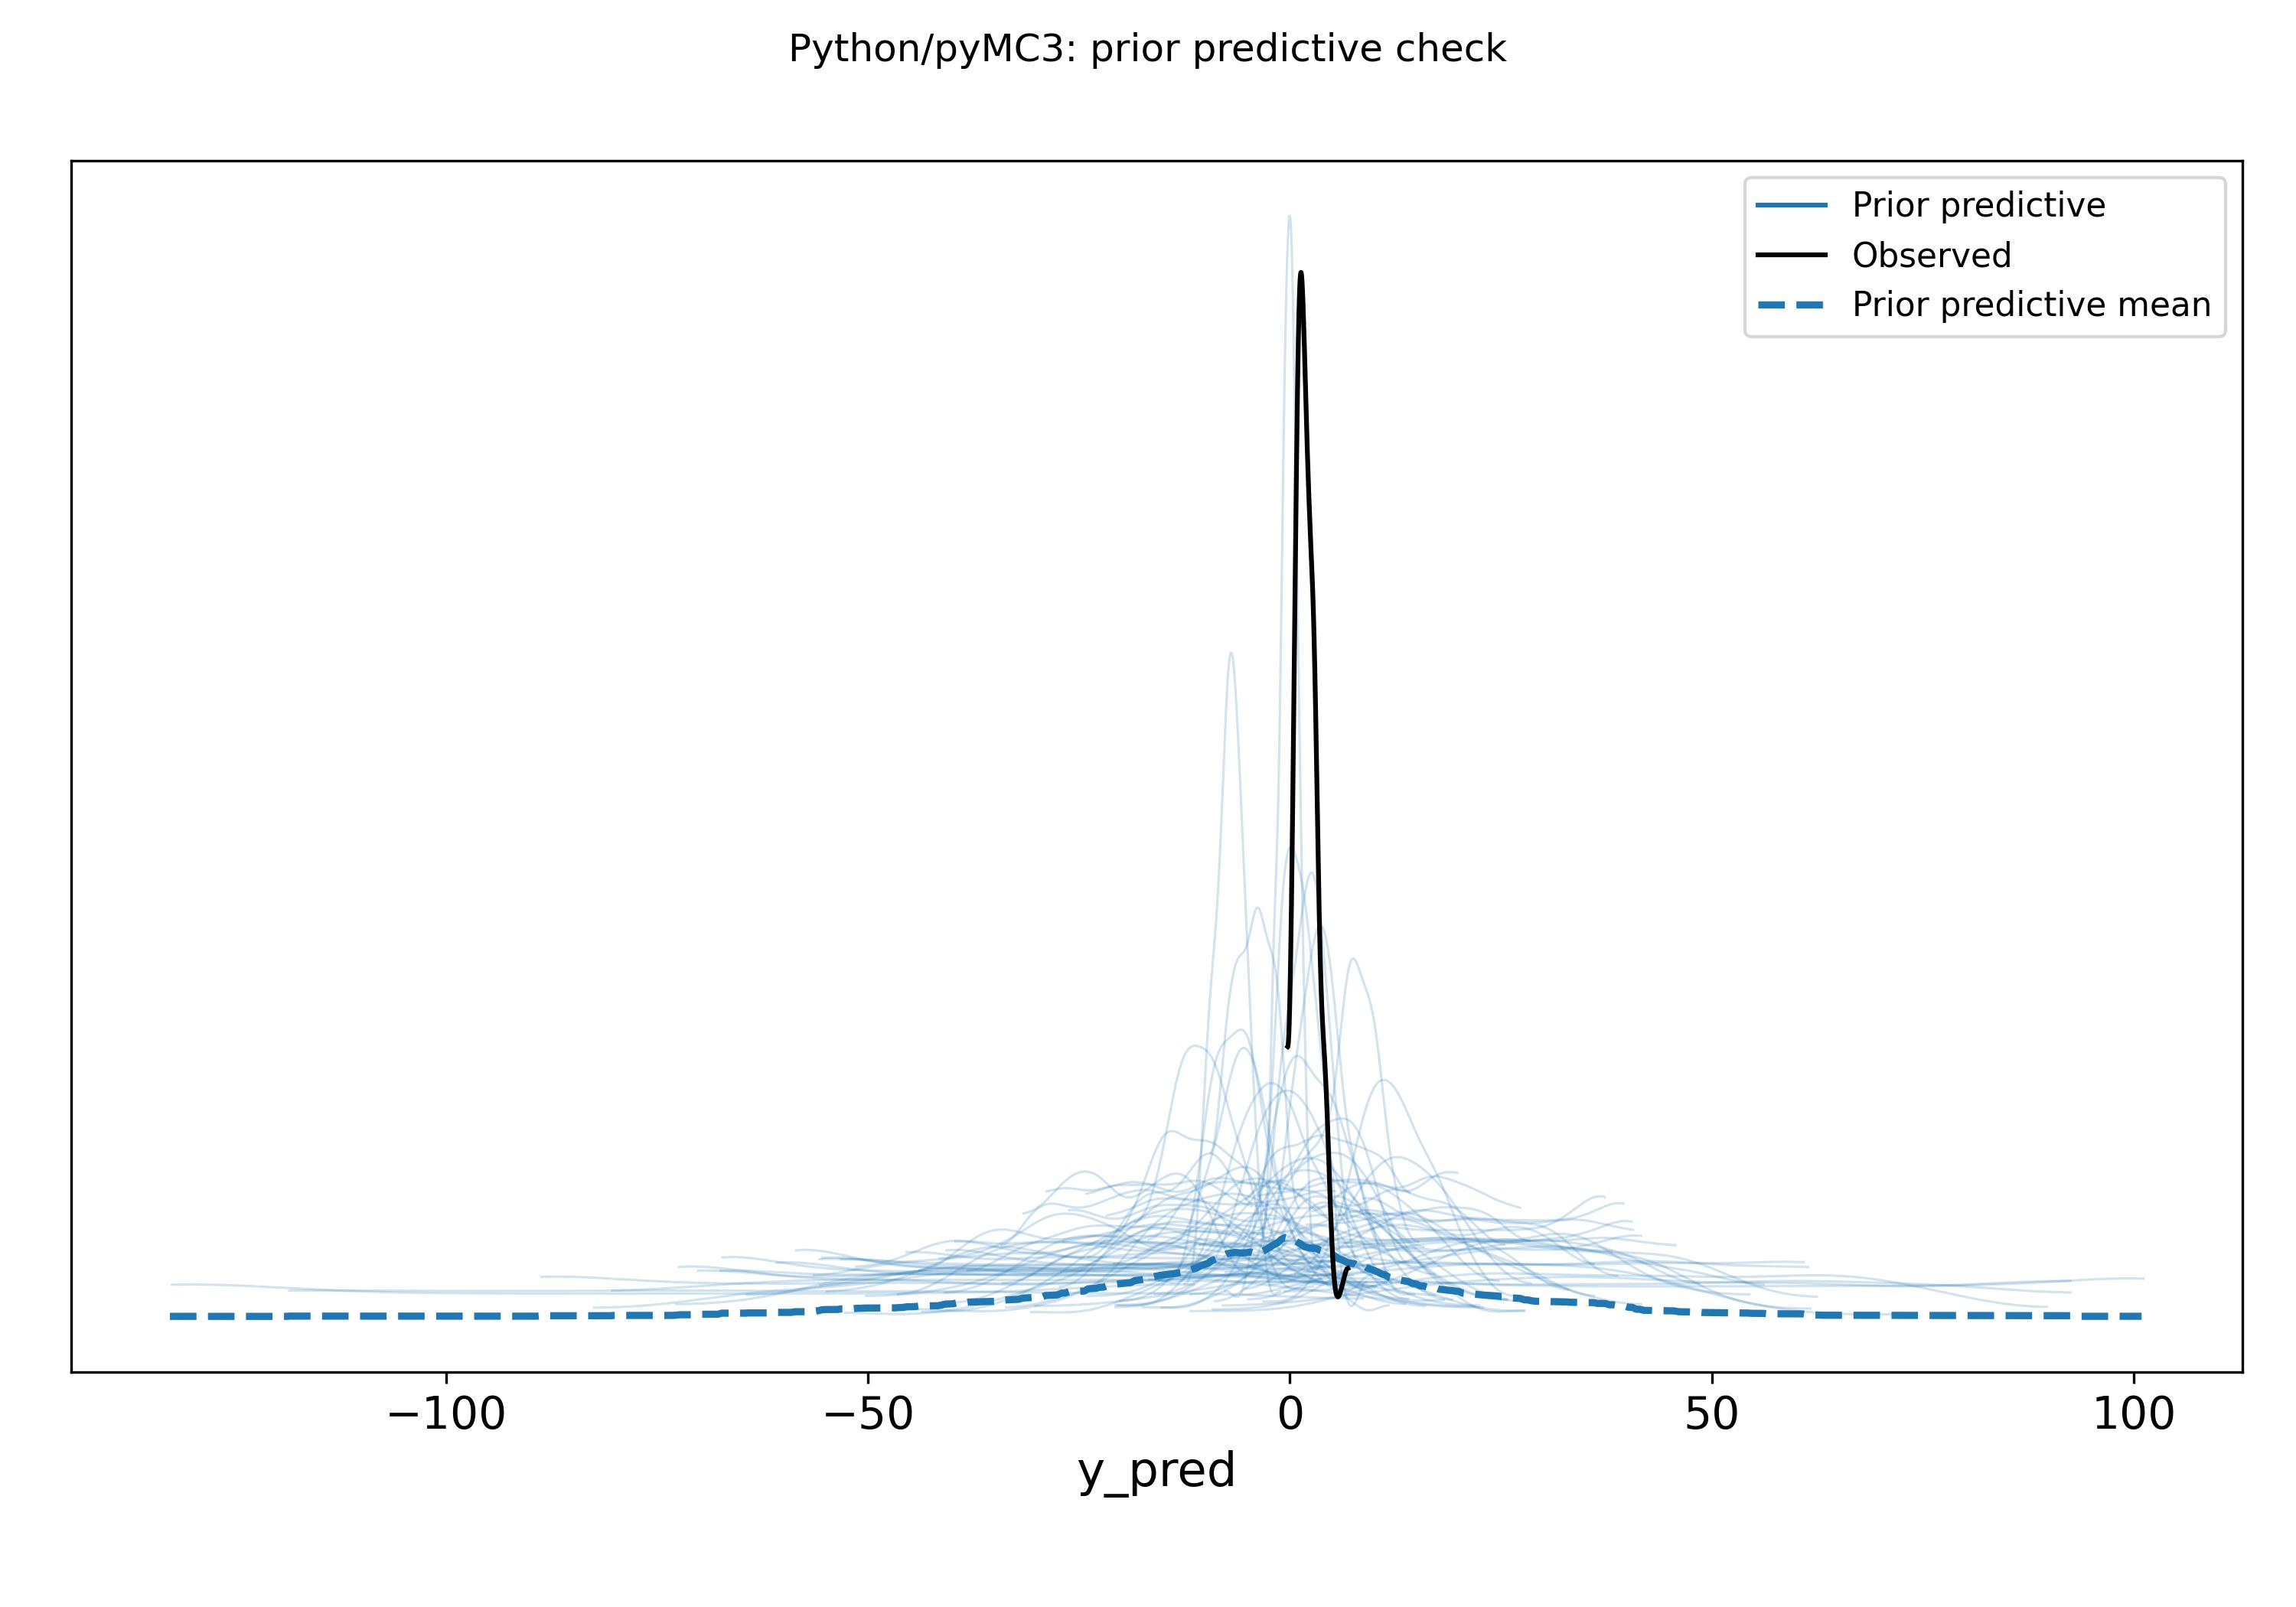 Python/pyMC3: prior predictive check
Prior predictive
Observed
Prior predictive mean
−100
−50
0
50
100
y_pred